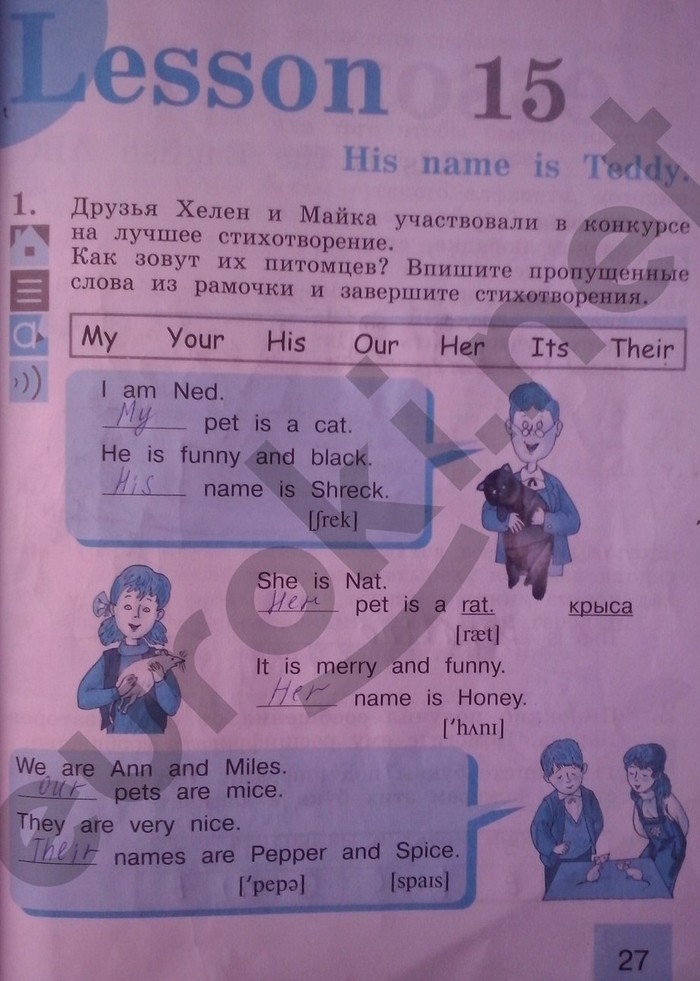 Lesson 15
His name is Teddy.
1. Друзья Хелен и Майка участвовали в конкурсе
на лучшее стихотворение.
Как зовут их питомцев? Впишите пропущенные
слова из рамочки и завершите стихотворения.
My Your His Our Her Its Their
I am Ned.
My pet is a cat.
He is funny and black.
His name is Shreck.
[ʃrek]
She is Nat.
Her pet is a rat. крыса
[ræt]
It is merry and funny.
Her name is Honey.
[ʹhʌnɪ]
We are Ann and Miles.
our pets are mice.
They are very nice.
Their names are Pepper and Spice.
[ʹpepə] [spaɪs]
27
euroki.net